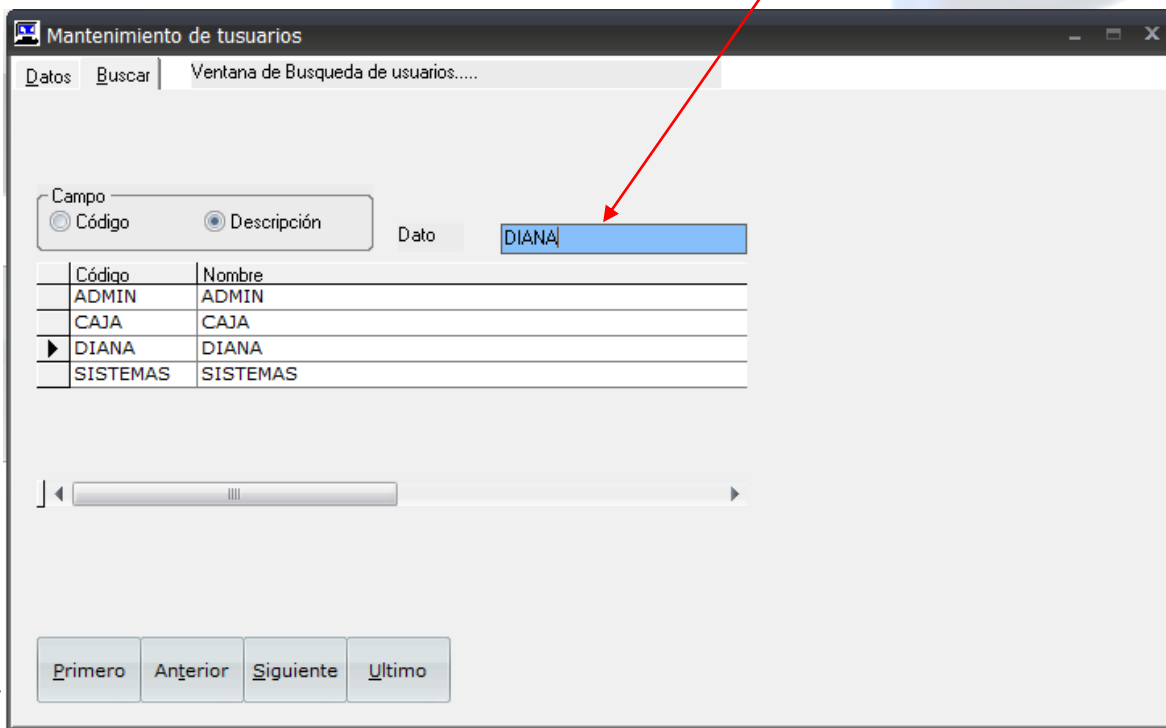 Mantenimiento de tusuarios
Datos Buscar Ventana de Busqueda de usuarios.....
Campo
Código Descripción Dato DIANA
Código Nombre
ADMIN ADMIN
CAJA CAJA
DIANA DIANA
SISTEMAS SISTEMAS
Primero Anterior Siguiente Ultimo